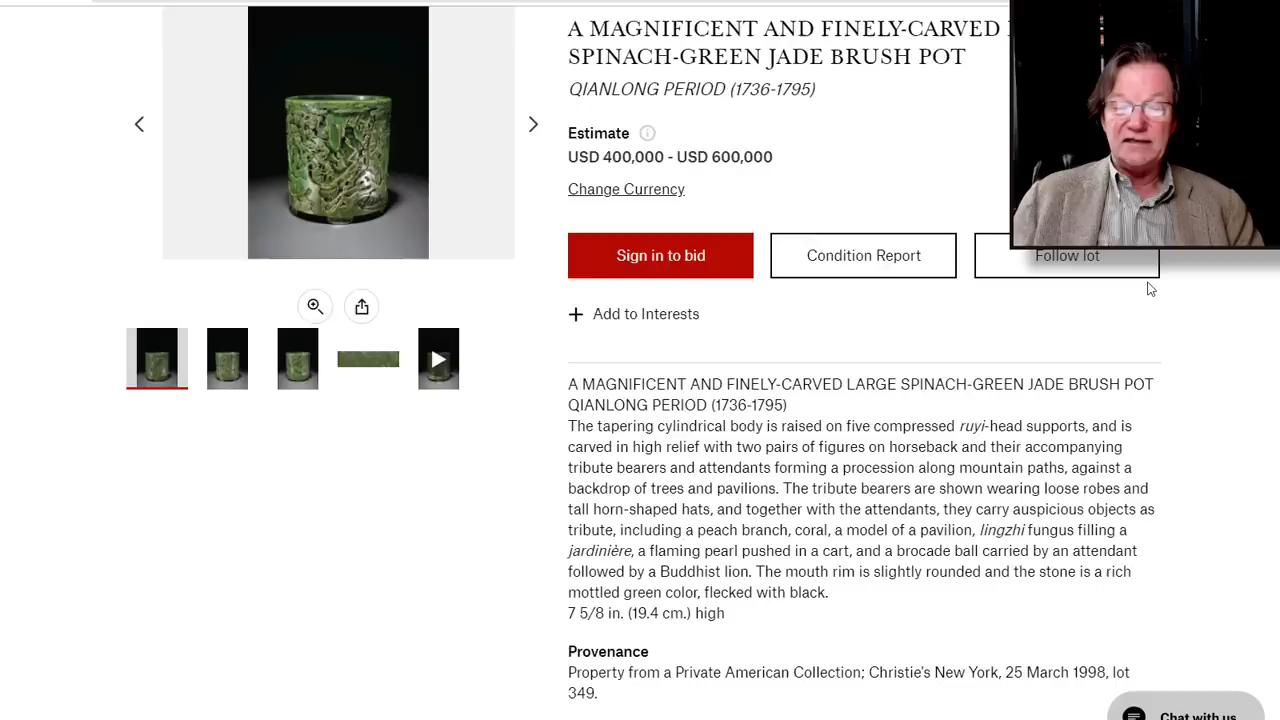 A MAGNIFICENT AND FINELY-CARVED
SPINACH-GREEN JADE BRUSH POT
QIANLONG PERIOD (1736-1795)
Estimate
USD 400,000 - USD 600,000
Change Currency
Sign in to bid
Condition Report
Follow lot
Add to Interests
A MAGNIFICENT AND FINELY-CARVED LARGE SPINACH-GREEN JADE BRUSH POT
QIANLONG PERIOD (1736-1795)
The tapering cylindrical body is raised on five compressed ruyi-head supports, and is
carved in high relief with two pairs of figures on horseback and their accompanying
tribute bearers and attendants forming a procession along mountain paths, against a
backdrop of trees and pavilions. The tribute bearers are shown wearing loose robes and
tall horn-shaped hats, and together with the attendants, they carry auspicious objects as
tribute, including a peach branch, coral, a model of a pavilion, lingzhi fungus filling a
jardinière, a flaming pearl pushed in a cart, and a brocade ball carried by an attendant
followed by a Buddhist lion. The mouth rim is slightly rounded and the stone is a rich
mottled green color, flecked with black.
7 5/8 in. (19.4 cm.) high
Provenance
Property from a Private American Collection; Christie's New York, 25 March 1998, lot
349.
Chat with us